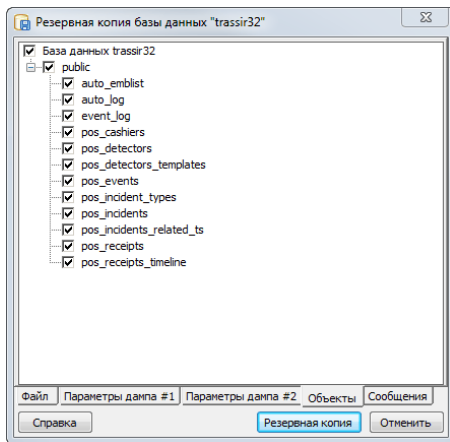 Резервная копия базы данных "trassir32"
База данных trassir32
public
auto_emblist
auto_log
event_log
pos_cashiers
pos_detectors
pos_detectors_templates
pos_events
pos_incident_types
pos_incidents
pos_incidents_related_ts
pos_receipts
pos_receipts_timeline
Файл Параметры дампа #1 Параметры дампа #2 Объекты Сообщения
Справка Резервная копия Отменить